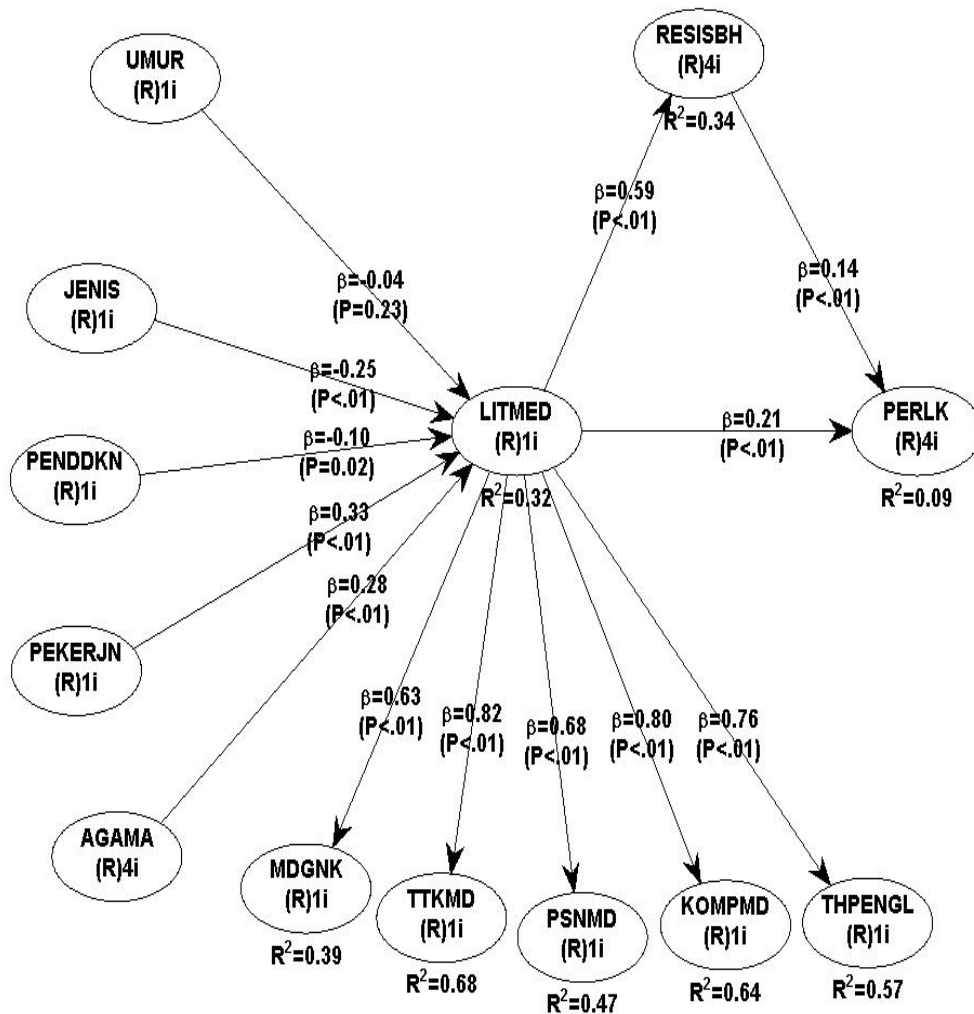 UMUR
(R)1i
RESISBH
(R)4i
R²=0.34
β=0.59
(P<.01)
β=-0.04
(P=0.23)
β=0.14
(P<.01)
JENIS
(R)1i
β=-0.25
(P<.01)
LITMED
(R)1i
R²=0.32
β=0.21
(P<.01)
PERLK
(R)4i
R²=0.09
PENDDKN
(R)1i
β=-0.10
(P=0.02)
β=0.33
(P<.01)
β=0.28
(P<.01)
PEKERJN
(R)1i
β=0.63
(P<.01)
β=0.82
(P<.01)
β=0.68
(P<.01)
β=0.80
(P<.01)
β=0.76
(P<.01)
AGAMA
(R)4i
MDGNK
(R)1i
R²=0.39
TTKMD
(R)1i
R²=0.68
PSNMD
(R)1i
R²=0.47
KOMPMD
(R)1i
R²=0.64
THPENGL
(R)1i
R²=0.57